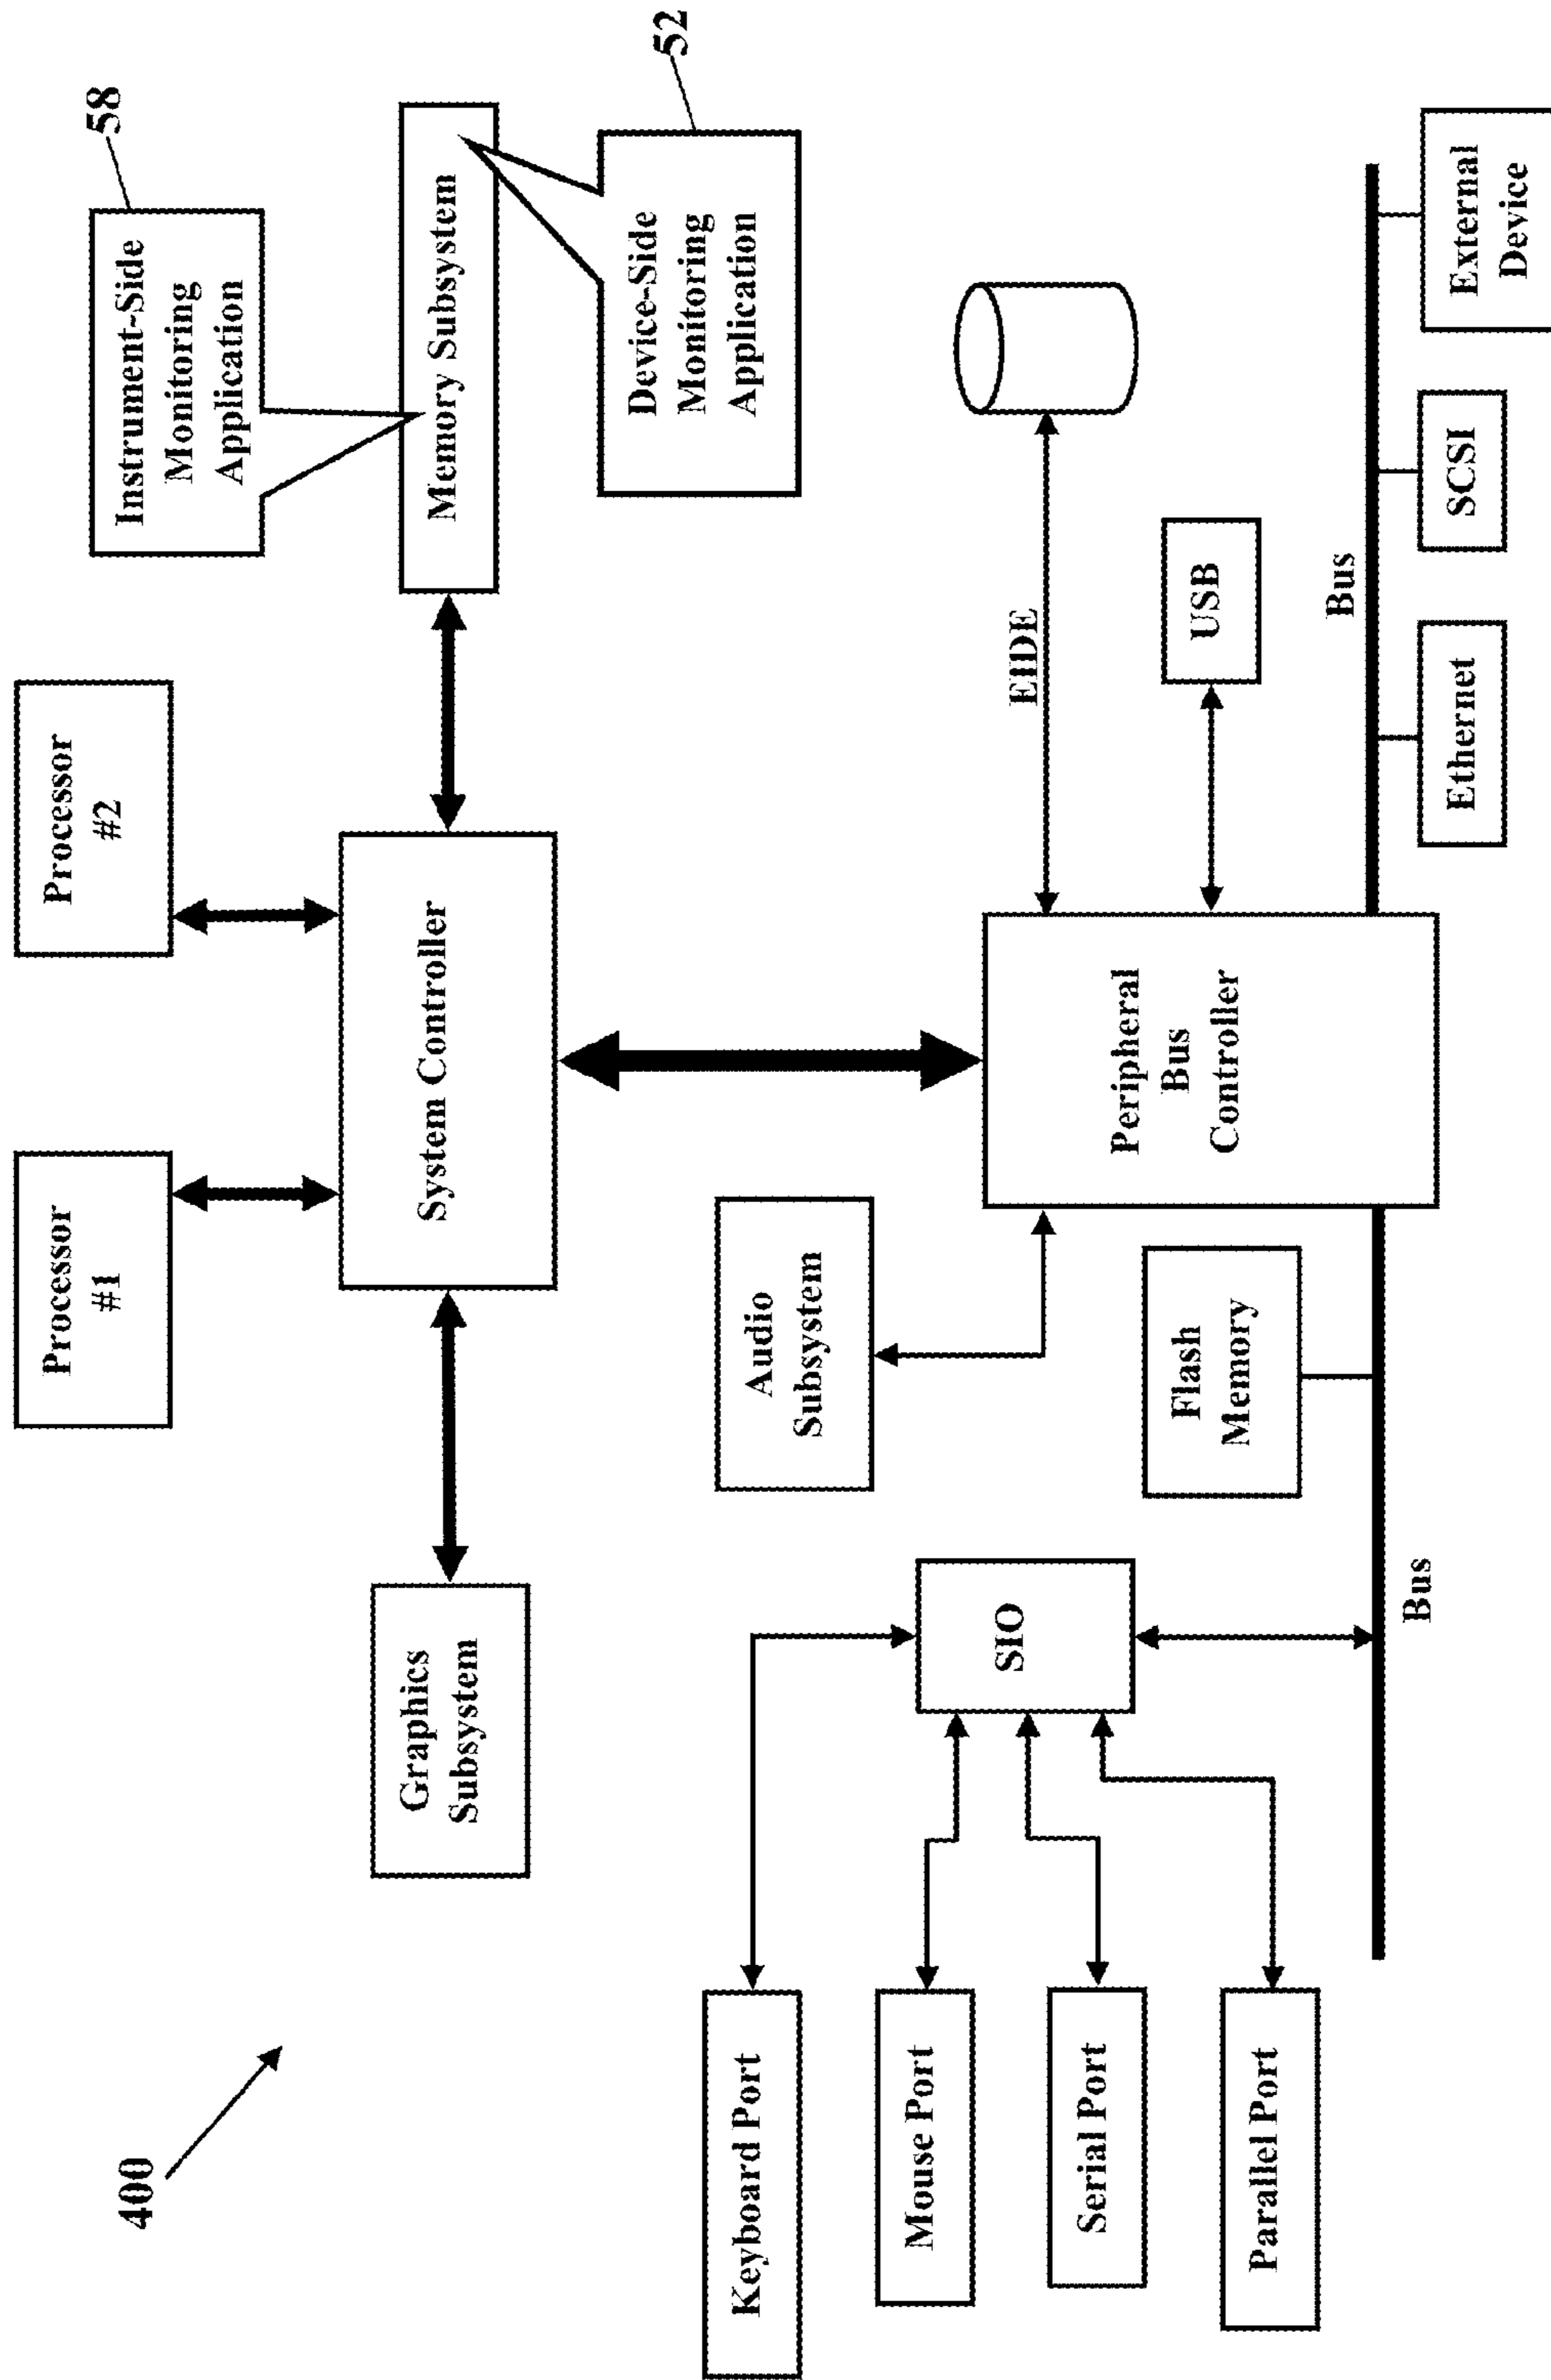 400
Processor
#1
Processor
#2
58
Instrument-Side
Monitoring
Application
Graphics
Subsystem
System Controller
Memory Subsystem
52
Device-Side
Monitoring
Application
Keyboard Port
Mouse Port
Serial Port
Parallel Port
SIO
Audio
Subsystem
Flash
Memory
Peripheral
Bus
Controller
EIDE
USB
Bus
Bus
Ethernet
SCSI
External
Device